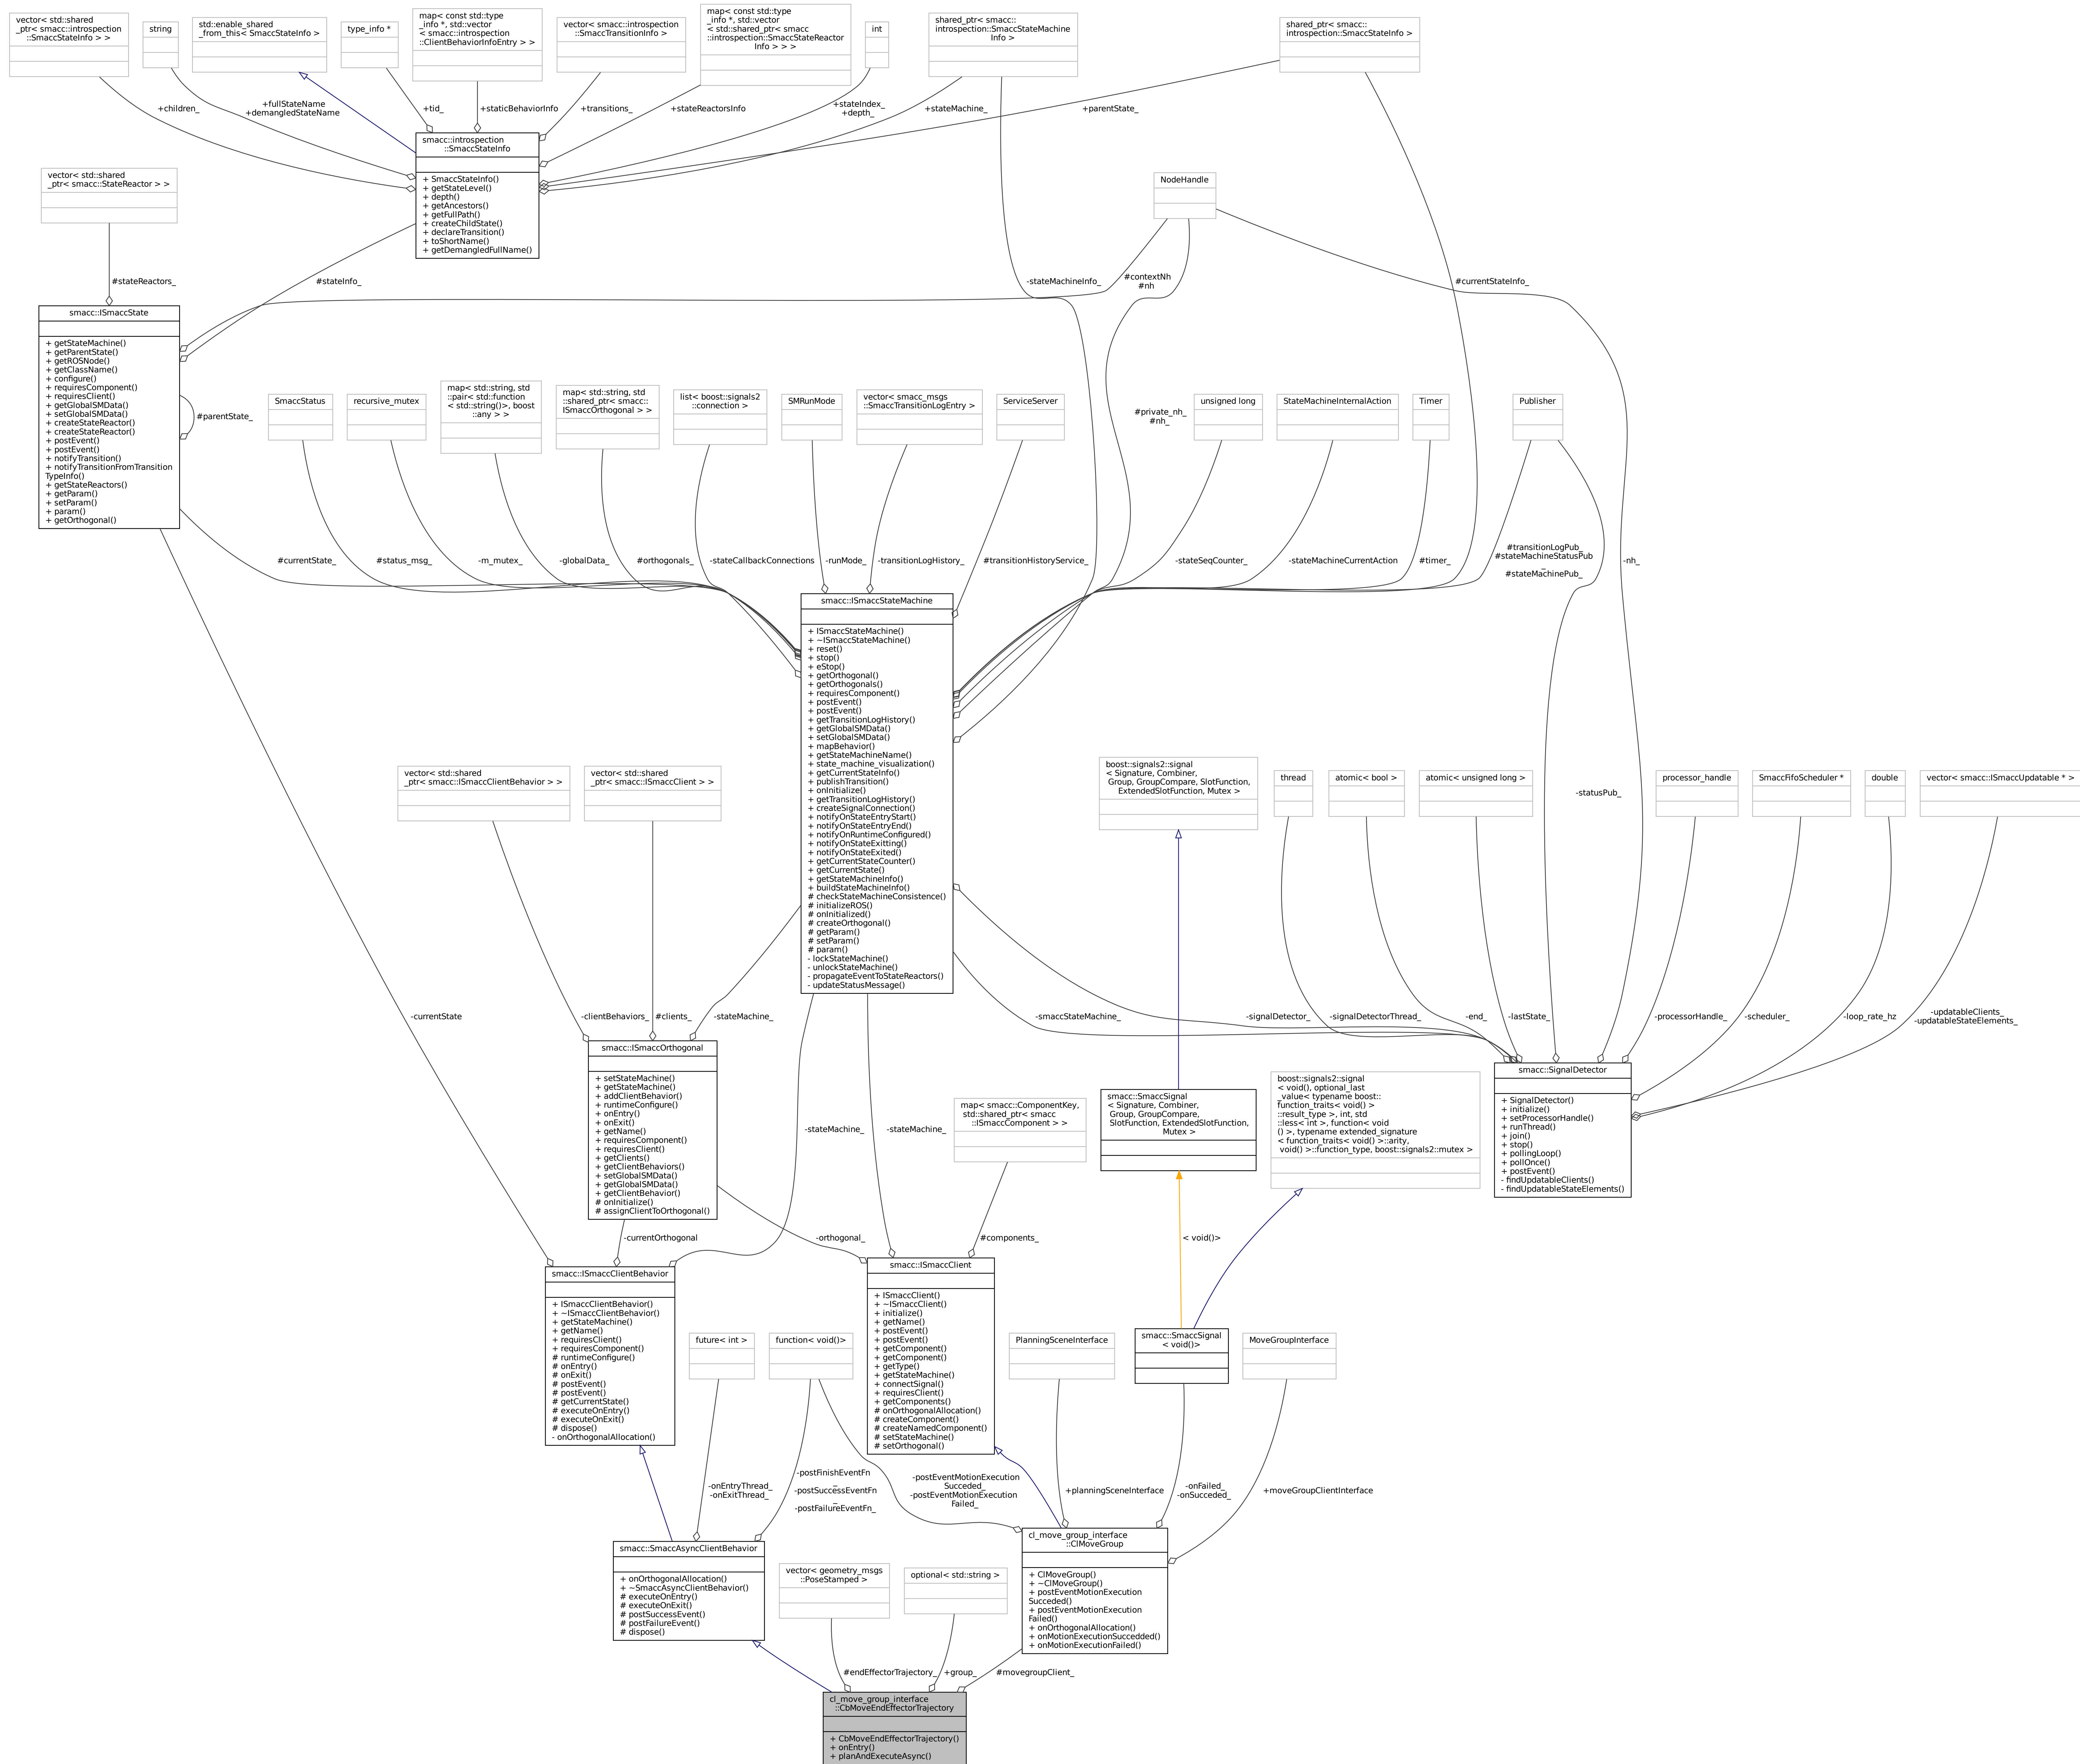 vector< std::shared
_ptr< smacc::introspection
::SmaccStateInfo > >
string
std::enable_shared
_from_this< SmaccStateInfo >
type_info *
map< const std::type
_info *, std::vector
< smacc::introspection
::ClientBehaviorInfoEntry > >
vector< smacc::introspection
::SmaccTransitionInfo >
map< const std::type
_info *, std::vector
< std::shared_ptr< smacc
::introspection::SmaccStateReactor
Info > > >
int
shared_ptr< smacc::
introspection::SmaccStateMachine
Info >
shared_ptr< smacc::
introspection::SmaccStateInfo >
+children_
+fullStateName
+demangledStateName
+tid_
+staticBehaviorInfo
+transitions_
+stateReactorsInfo
+stateIndex_
+depth_
+stateMachine_
+parentState_
smacc::introspection
::SmaccStateInfo
+ SmaccStateInfo()
+ getStateLevel()
+ depth()
+ getAncestors()
+ getFullPath()
+ createChildState()
+ declareTransition()
+ toShortName()
+ getDemangledFullName()
vector< std::shared
_ptr< smacc::StateReactor > >
NodeHandle
#stateReactors_
#stateInfo_
-stateMachineInfo_
#contextNh
#nh
#currentStateInfo_
smacc::ISmaccState
+ getStateMachine()
+ getParentState()
+ getROSNode()
+ getClassName()
+ configure()
+ requiresComponent()
+ requiresClient()
+ getGlobalSMData()
+ setGlobalSMData()
+ createStateReactor()
+ createStateReactor()
+ postEvent()
+ postEvent()
+ notifyTransition()
+ notifyTransitionFromTransition
TypeInfo()
+ getStateReactors()
+ getParam()
+ setParam()
+ param()
+ getOrthogonal()
#parentState_
SmaccStatus
recursive_mutex
map< std::string, std
::pair< std::function
< std::string()>, boost
::any > >
map< std::string, std
::shared_ptr< smacc::
ISmaccOrthogonal > >
list< boost::signals2
::connection >
SMRunMode
vector< smacc_msgs
::SmaccTransitionLogEntry >
ServiceServer
#private_nh_
#nh_
unsigned long
StateMachineInternalAction
Timer
Publisher
#currentState_
#status_msg_
-m_mutex_
-globalData_
#orthogonals_
-stateCallbackConnections
-runMode_
-transitionLogHistory_
#transitionHistoryService_
-stateSeqCounter_
-stateMachineCurrentAction
#timer_
#transitionLogPub_
#stateMachineStatusPub
_
#stateMachinePub_
-nh_
smacc::ISmaccStateMachine
+ ISmaccStateMachine()
+ ~ISmaccStateMachine()
+ reset()
+ stop()
+ eStop()
+ getOrthogonal()
+ getOrthogonals()
+ requiresComponent()
+ postEvent()
+ postEvent()
+ getTransitionLogHistory()
+ getGlobalSMData()
+ setGlobalSMData()
+ mapBehavior()
+ getStateMachineName()
+ state_machine_visualization()
+ getCurrentStateInfo()
+ publishTransition()
+ onInitialize()
+ getTransitionLogHistory()
+ createSignalConnection()
+ notifyOnStateEntryStart()
+ notifyOnStateEntryEnd()
+ notifyOnRuntimeConfigured()
+ notifyOnStateExitting()
+ notifyOnStateExited()
+ getCurrentStateCounter()
+ getCurrentState()
+ getStateMachineInfo()
+ buildStateMachineInfo()
# checkStateMachineConsistence()
# initializeROS()
# onInitialized()
# createOrthogonal()
# getParam()
# setParam()
# param()
- lockStateMachine()
- unlockStateMachine()
- propagateEventToStateReactors()
- updateStatusMessage()
vector< std::shared
_ptr< smacc::ISmaccClientBehavior > >
vector< std::shared
_ptr< smacc::ISmaccClient > >
boost::signals2::signal
< Signature, Combiner,
Group, GroupCompare, SlotFunction,
ExtendedSlotFunction, Mutex >
thread
atomic< bool >
atomic< unsigned long >
-statusPub_
processor_handle
SmaccFifoScheduler *
double
vector< smacc::ISmaccUpdatable * >
-currentState
-clientBehaviors_
#clients_
-stateMachine_
-smaccStateMachine_
-signalDetector_
-signalDetectorThread_
-end_
-lastState_
-processorHandle_
-scheduler_
-loop_rate_hz
-updatableClients_
-updatableStateElements_
smacc::ISmaccOrthogonal
+ setStateMachine()
+ getStateMachine()
+ addClientBehavior()
+ runtimeConfigure()
+ onEntry()
+ onExit()
+ getName()
+ requiresComponent()
+ requiresClient()
+ getClients()
+ getClientBehaviors()
+ setGlobalSMData()
+ getGlobalSMData()
+ getClientBehavior()
# onInitialize()
# assignClientToOrthogonal()
-stateMachine_
-stateMachine_
map< smacc::ComponentKey,
std::shared_ptr< smacc
::ISmaccComponent > >
smacc::SmaccSignal
< Signature, Combiner,
Group, GroupCompare,
SlotFunction, ExtendedSlotFunction,
Mutex >
boost::signals2::signal
< void(), optional_last
_value< typename boost::
function_traits< void() >
::result_type >, int, std
::less< int >, function< void
() >, typename extended_signature
< function_traits< void() >::arity,
void() >::function_type, boost::signals2::mutex >
smacc::SignalDetector
+ SignalDetector()
+ initialize()
+ setProcessorHandle()
+ runThread()
+ join()
+ stop()
+ pollingLoop()
+ pollOnce()
+ postEvent()
- findUpdatableClients()
- findUpdatableStateElements()
-currentOrthogonal
-orthogonal_
#components_
< void()>
smacc::ISmaccClientBehavior
+ ISmaccClientBehavior()
+ ~ISmaccClientBehavior()
+ getStateMachine()
+ getName()
+ requiresClient()
+ requiresComponent()
# runtimeConfigure()
# onEntry()
# onExit()
# postEvent()
# postEvent()
# getCurrentState()
# executeOnEntry()
# executeOnExit()
# dispose()
- onOrthogonalAllocation()
future< int >
function< void()>
smacc::ISmaccClient
+ ISmaccClient()
+ ~ISmaccClient()
+ initialize()
+ getName()
+ postEvent()
+ postEvent()
+ getComponent()
+ getComponent()
+ getType()
+ getStateMachine()
+ connectSignal()
+ requiresClient()
+ getComponents()
# onOrthogonalAllocation()
# createComponent()
# createNamedComponent()
# setStateMachine()
# setOrthogonal()
PlanningSceneInterface
smacc::SmaccSignal
< void()>
MoveGroupInterface
-onEntryThread_
-onExitThread_
-postFinishEventFn
_
-postSuccessEventFn
_
-postFailureEventFn_
-postEventMotionExecution
Succeded_
-postEventMotionExecution
Failed_
+planningSceneInterface
-onFailed_
-onSucceded_
+moveGroupClientInterface
smacc::SmaccAsyncClientBehavior
+ onOrthogonalAllocation()
+ ~SmaccAsyncClientBehavior()
# executeOnEntry()
# executeOnExit()
# postSuccessEvent()
# postFailureEvent()
# dispose()
vector< geometry_msgs
::PoseStamped >
optional< std::string >
cl_move_group_interface
::ClMoveGroup
+ ClMoveGroup()
+ ~ClMoveGroup()
+ postEventMotionExecution
Succeded()
+ postEventMotionExecution
Failed()
+ onOrthogonalAllocation()
+ onMotionExecutionSuccedded()
+ onMotionExecutionFailed()
#endEffectorTrajectory_
+group_
#movegroupClient_
cl_move_group_interface
::CbMoveEndEffectorTrajectory
+ CbMoveEndEffectorTrajectory()
+ onEntry()
+ planAndExecuteAsync()